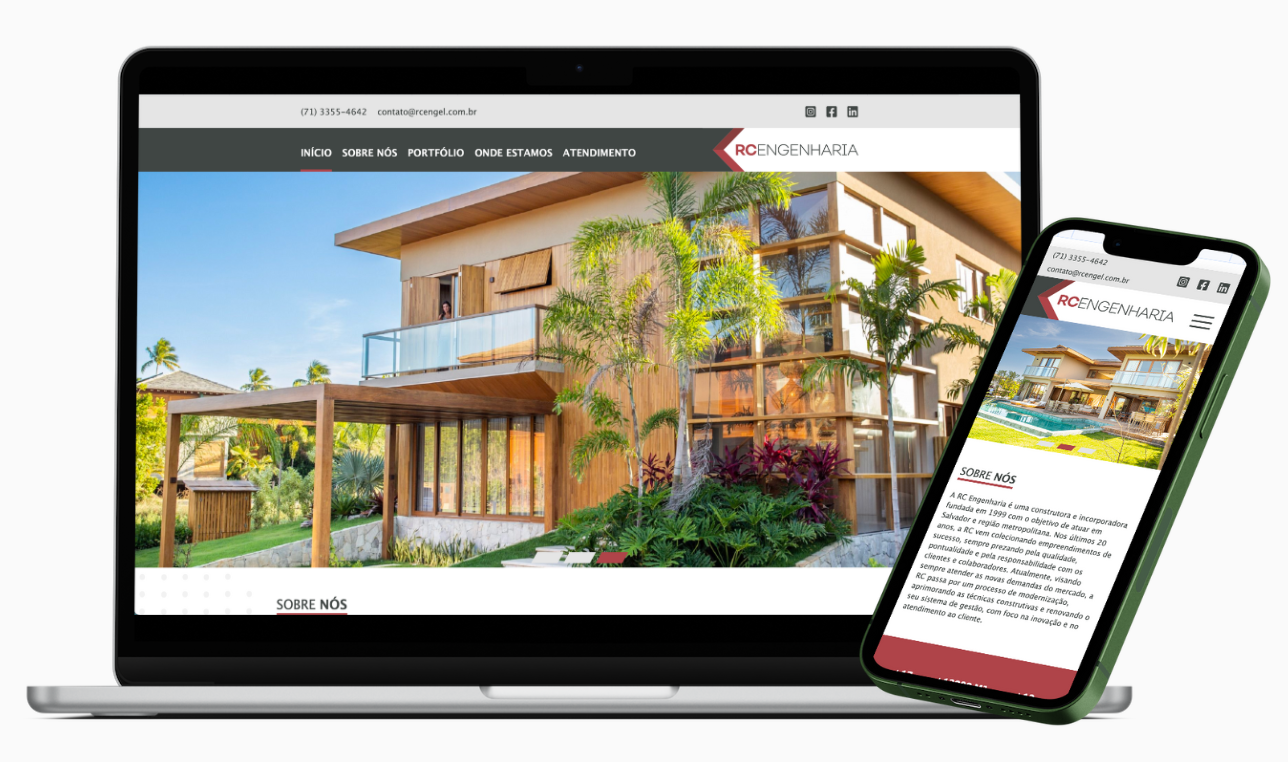 (71) 3355-4642 contato@rcengel.com.br
INÍCIO SOBRE NÓS PORTFÓLIO ONDE ESTAMOS ATENDIMENTO
RCENGENHARIA
SOBRE NÓS
(71) 3355-4642
contato@rcengel.com.br
RCENGENHARIA
SOBRE NÓS
A RC Engenharia é uma construtora e incorporadora
fundada em 1999 com o objetivo de atuar em
Salvador e região metropolitana. Nos últimos 20
anos, a RC vem colecionando empreendimentos de
sucesso, sempre prezando pela qualidade,
pontualidade e pela responsabilidade com os
clientes e colaboradores. Atualmente, visando
sempre atender as novas demandas do mercado, a
RC passa por um processo de modernização,
aprimorando as técnicas construtivas e renovando o
seu sistema de gestão, com foco na inovação e no
atendimento ao cliente.